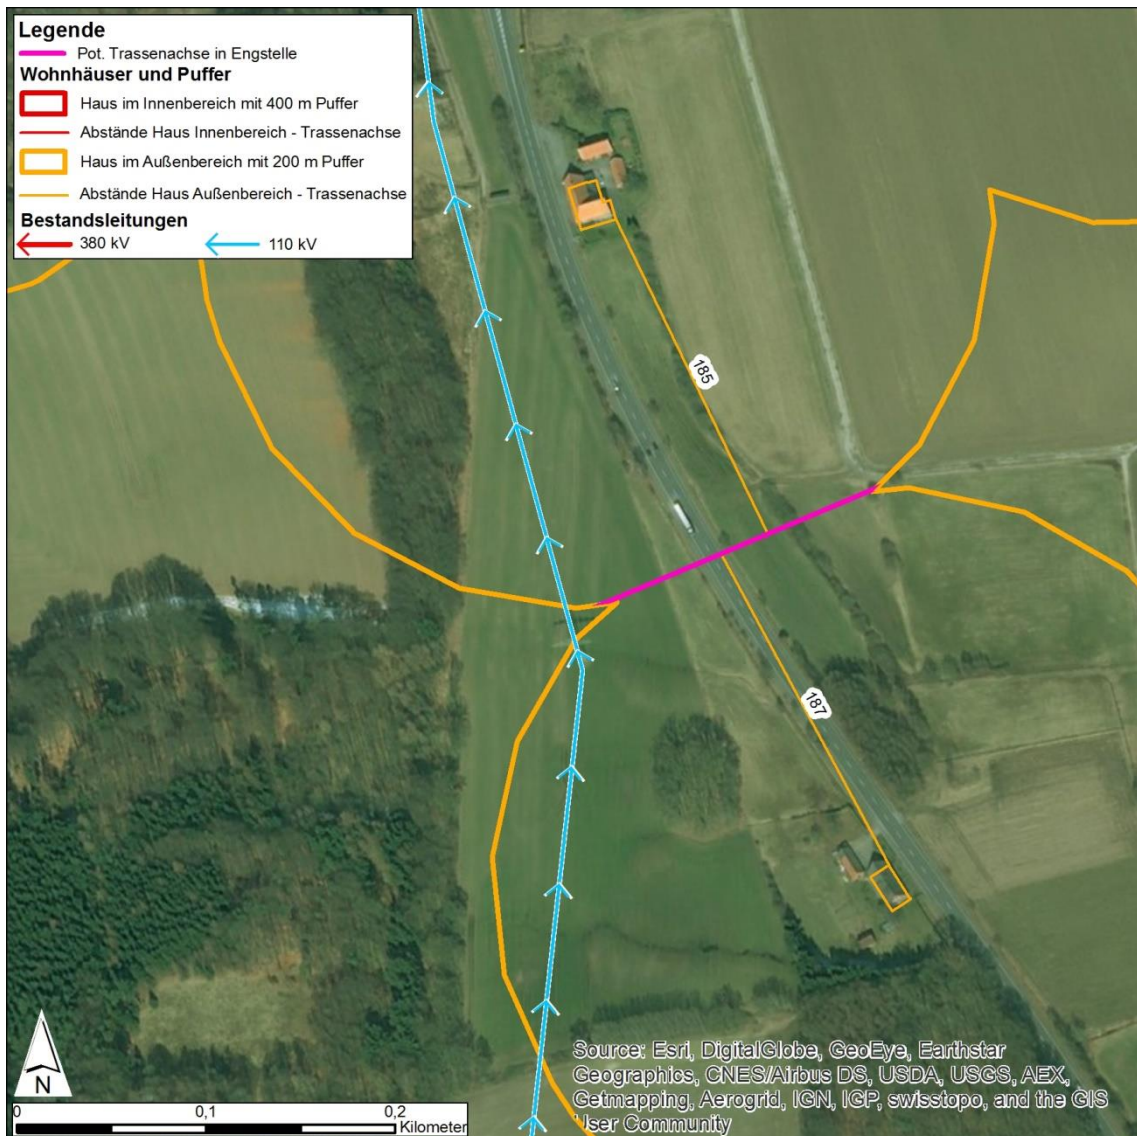 Legende
Pot. Trassenachse in Engstelle
Wohnhäuser und Puffer
Haus im Innenbereich mit 400 m Puffer
Abstände Haus Innenbereich - Trassenachse
Haus im Außenbereich mit 200 m Puffer
Abstände Haus Außenbereich - Trassenachse
Bestandsleitungen
380 kV 110 kV
185
187
N
0 0,1 0,2
Kilometer
Source: Esri, DigitalGlobe, GeoEye, Earthstar
Geographics, CNES/Airbus DS, USDA, USGS, AEX,
Getmapping, Aerogrid, IGN, IGP, swisstopo, and the GIS
User Community